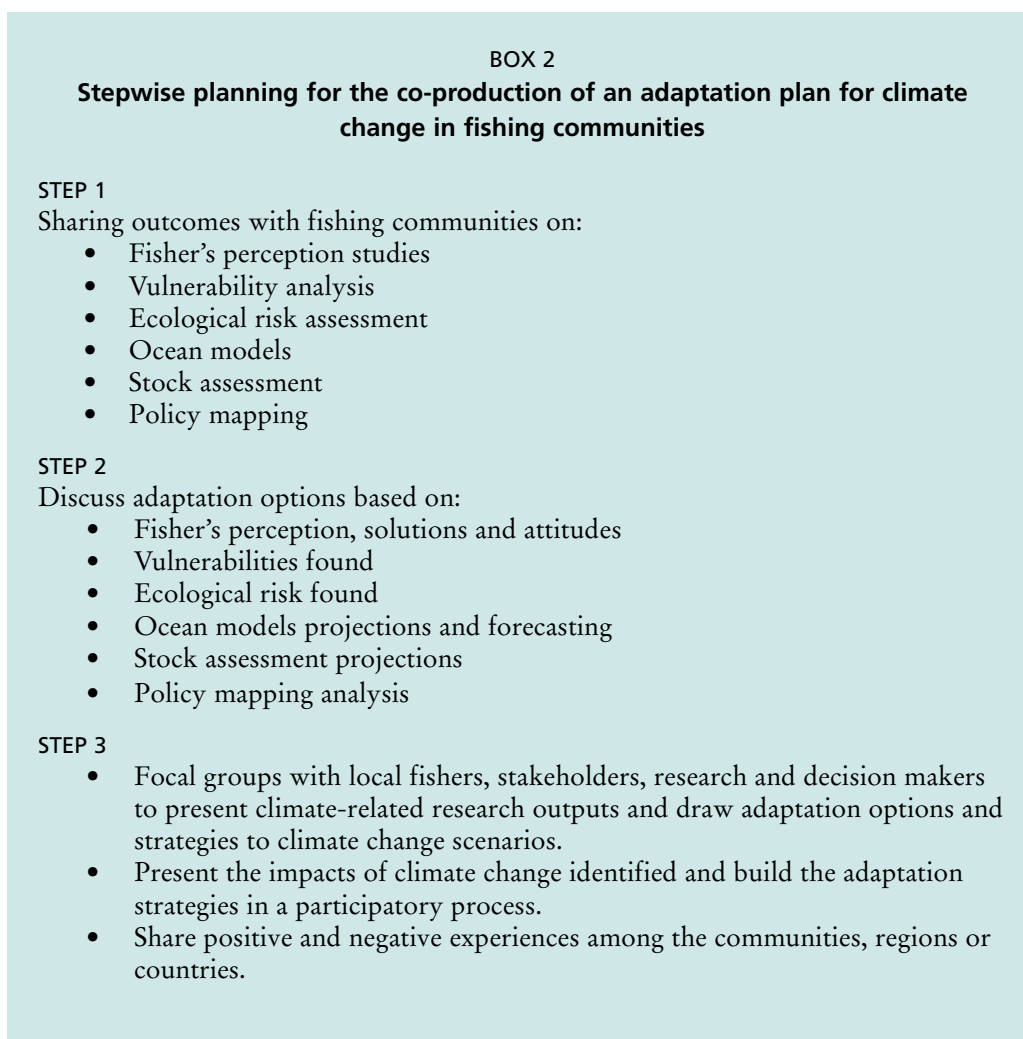 BOX 2
Stepwise planning for the co-production of an adaptation plan for climate
change in fishing communities
STEP 1
Sharing outcomes with fishing communities on:
• Fisher’s perception studies
• Vulnerability analysis
• Ecological risk assessment
• Ocean models
• Stock assessment
• Policy mapping
STEP 2
Discuss adaptation options based on:
• Fisher’s perception, solutions and attitudes
• Vulnerabilities found
• Ecological risk found
• Ocean models projections and forecasting
• Stock assessment projections
• Policy mapping analysis
STEP 3
• Focal groups with local fishers, stakeholders, research and decision makers
to present climate-related research outputs and draw adaptation options and
strategies to climate change scenarios.
• Present the impacts of climate change identified and build the adaptation
strategies in a participatory process.
• Share positive and negative experiences among the communities, regions or
countries.